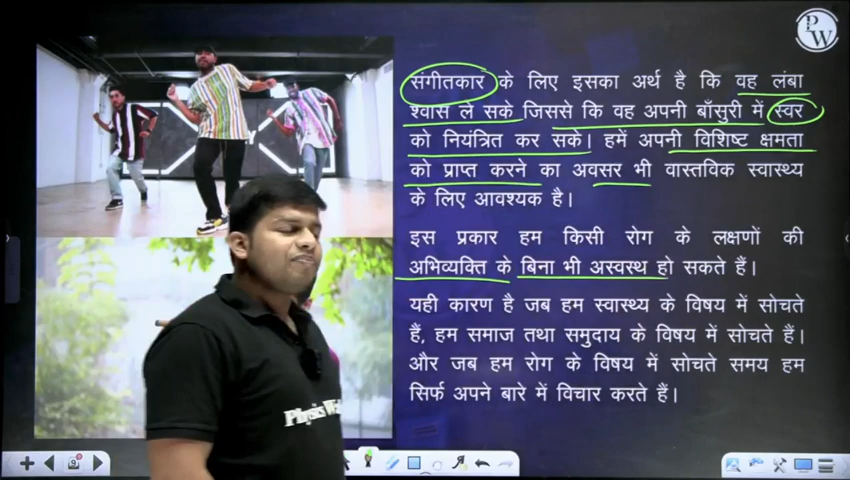 PW
संगीतकार के लिए इसका अर्थ है कि वह लंबा
श्वास ले सके जिससे कि वह अपनी बाँसुरी में स्वर
को नियंत्रित कर सके। हमें अपनी विशिष्ट क्षमता
को प्राप्त करने का अवसर भी वास्तविक स्वास्थ्य
के लिए आवश्यक है।
इस प्रकार हम किसी रोग के लक्षणों की
अभिव्यक्ति के बिना भी अस्वस्थ हो सकते हैं।
यही कारण है जब हम स्वास्थ्य के विषय में सोचते
हैं, हम समाज तथा समुदाय के विषय में सोचते हैं।
और जब हम रोग के विषय में सोचते समय हम
सिर्फ अपने बारे में विचार करते हैं।
Physics W